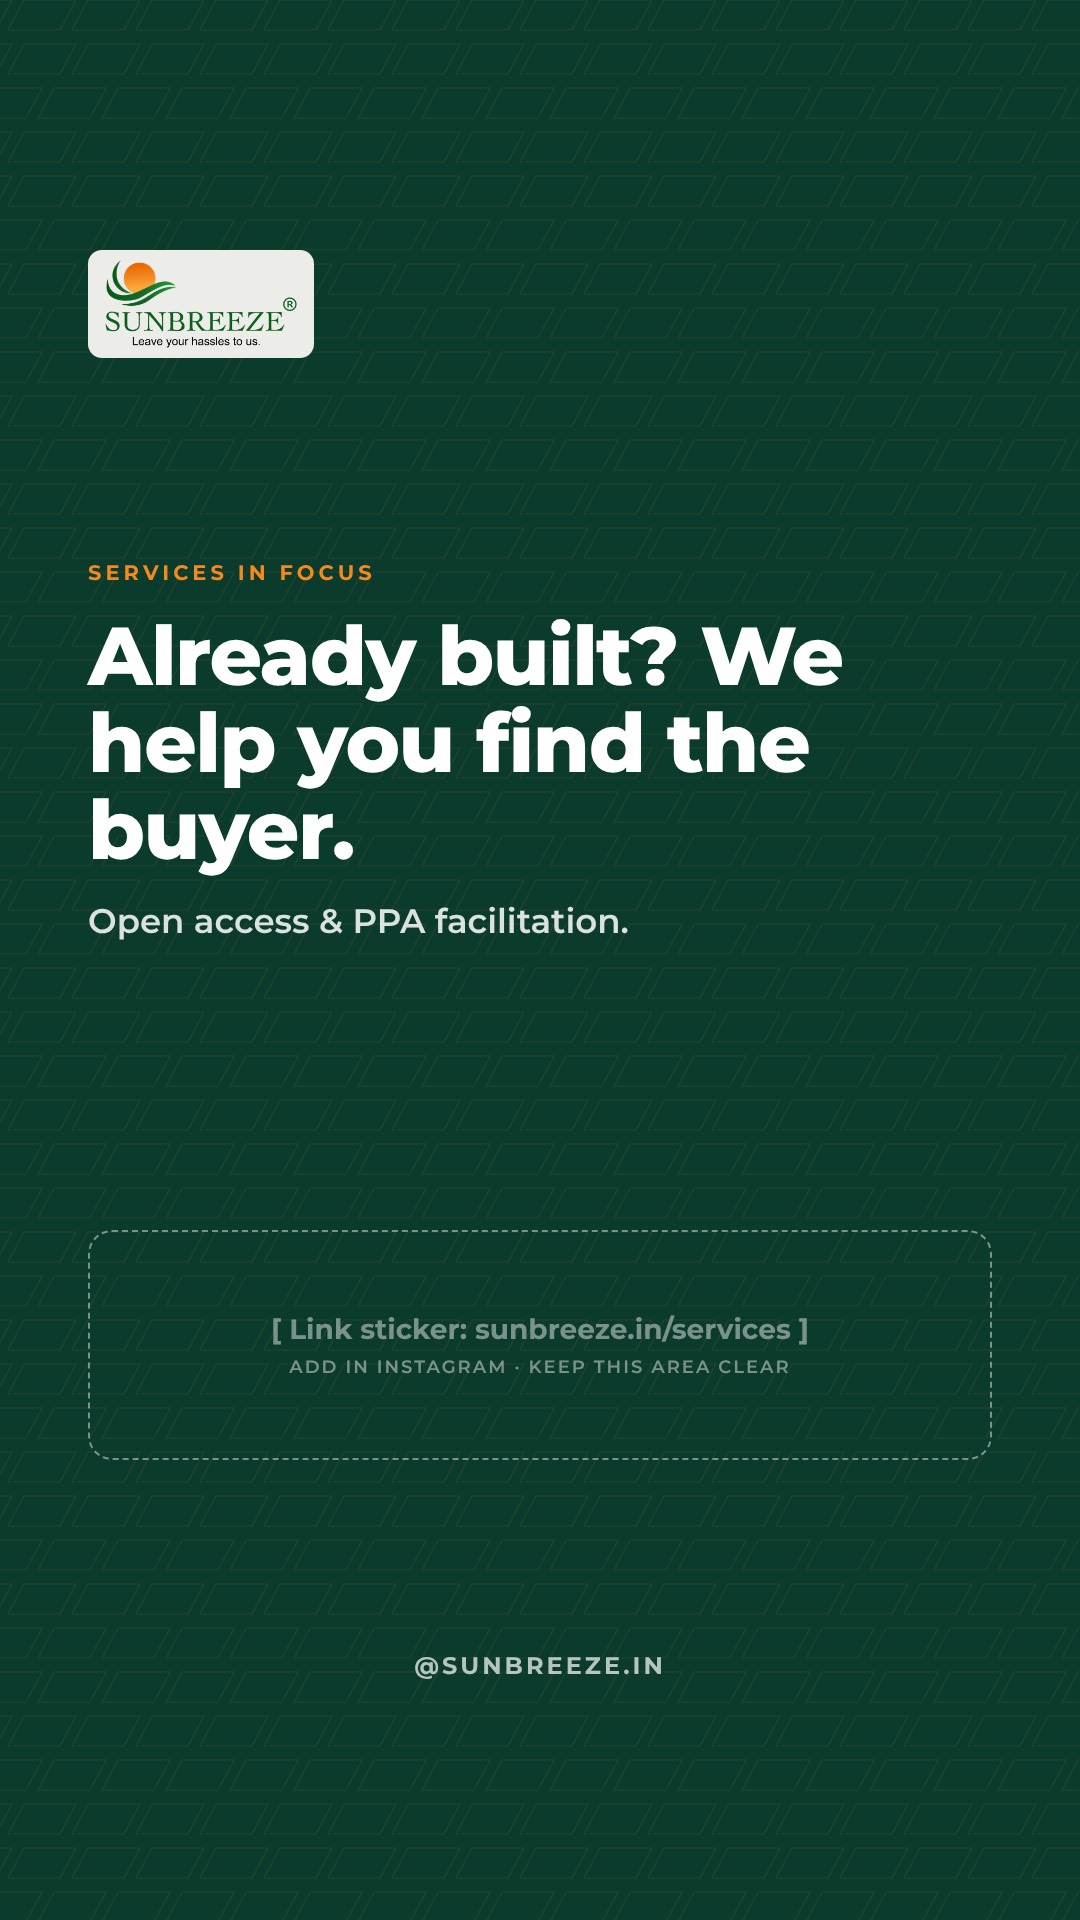 SUNBREEZE®
Leave your hassles to us.
SERVICES IN FOCUS
Already built? We
help you find the
buyer.
Open access & PPA facilitation.
[ Link sticker: sunbreeze.in/services ]
ADD IN INSTAGRAM · KEEP THIS AREA CLEAR
@SUNBREEZE.IN